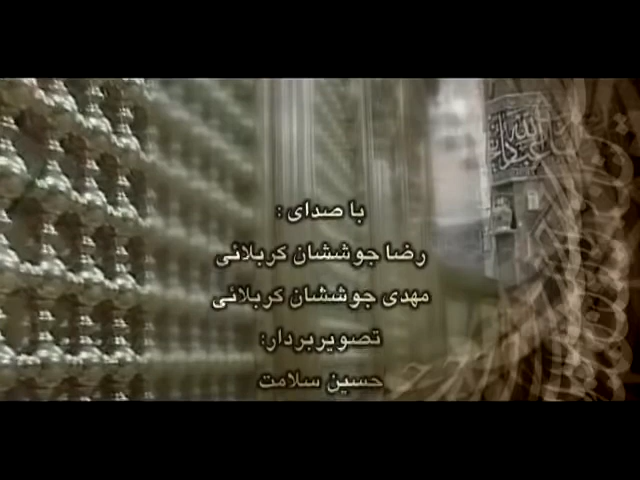 با صدای :
رضا جوششان کربلائی
مهدی جوششان کربلائی
تصویربردار:
حسین سلامت